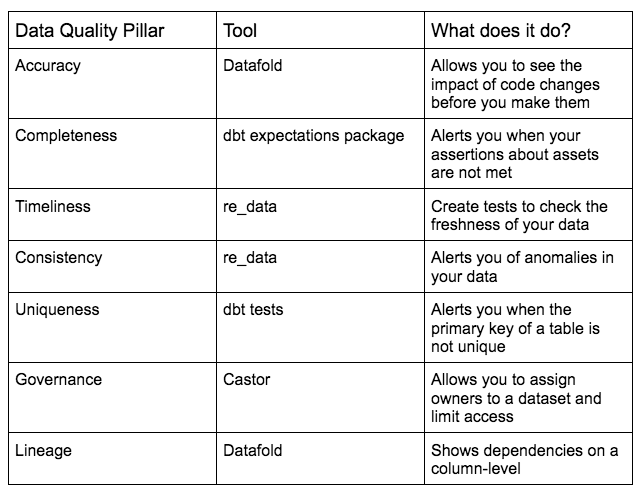 Data Quality Pillar Tool What does it do?
Accuracy Datafold Allows you to see the
impact of code changes
before you make them
Completeness dbt expectations package Alerts you when your
assertions about assets
are not met
Timeliness re_data Create tests to check the
freshness of your data
Consistency re_data Alerts you of anomalies in
your data
Uniqueness dbt tests Alerts you when the
primary key of a table is
not unique
Governance Castor Allows you to assign
owners to a dataset and
limit access
Lineage Datafold Shows dependencies on a
column-level